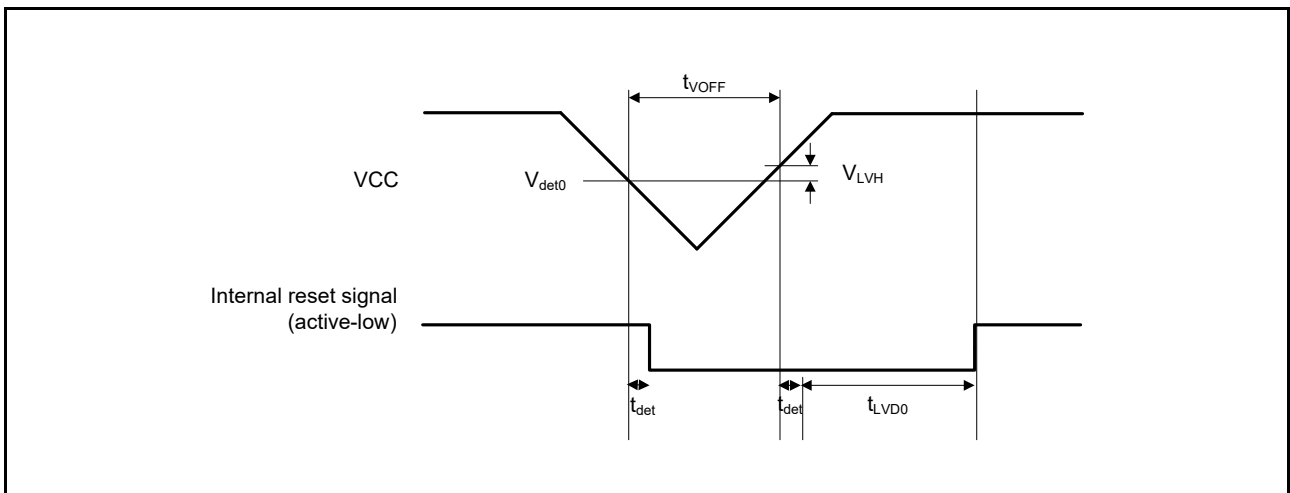 tVOFF
VCC
Vdet0
VLVH
Internal reset signal
(active-low)
tdet
tdet
tLVD0